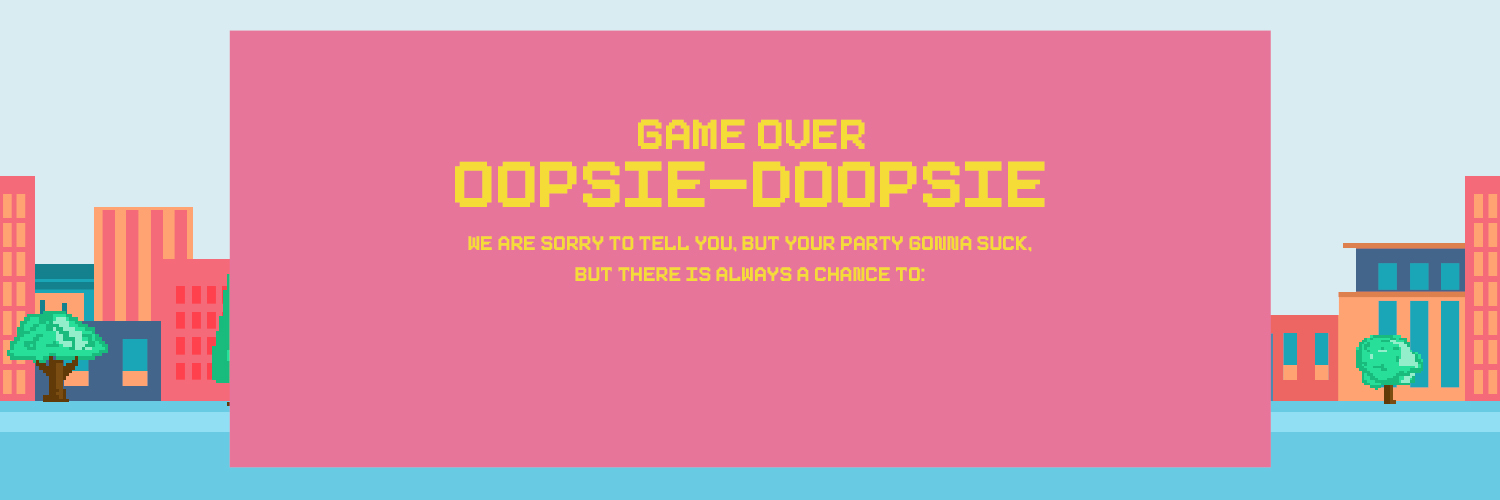 GAME OVER
OOPSIE-DOOPSIE
WE ARE SORRY TO TELL YOU, BUT YOUR PARTY GONNA SUCK,
BUT THERE IS ALWAYS A CHANCE TO: